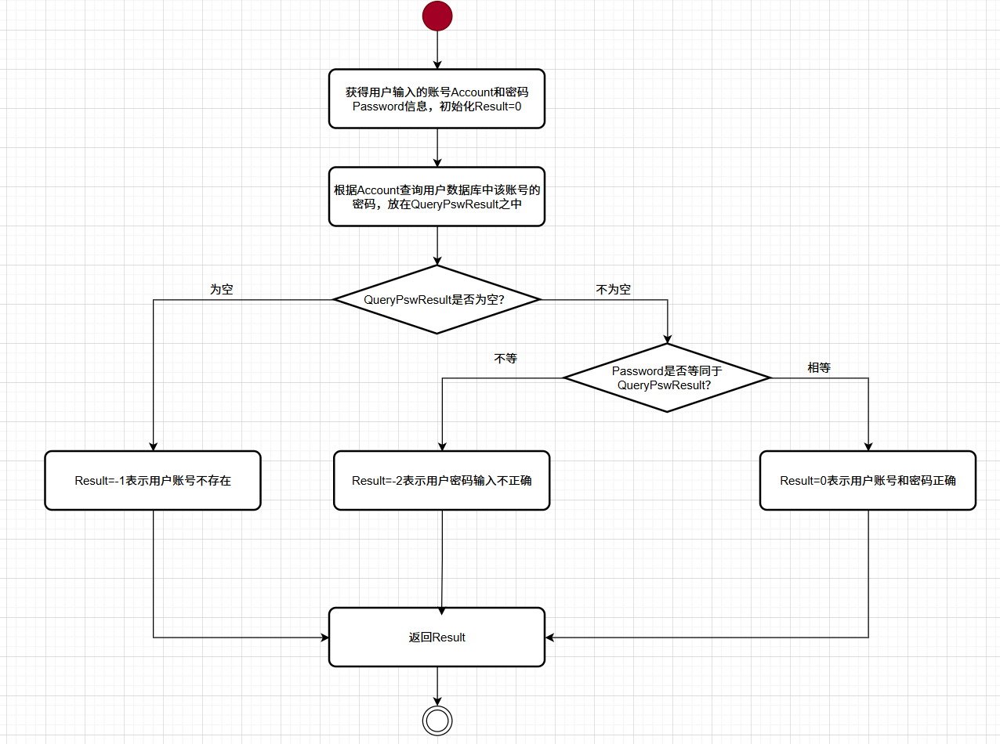 获得用户输入的账号Account和密码
Password信息，初始化Result=0
根据Account查询用户数据库中该账号的
密码，放在QueryPswResult之中
为空
QueryPswResult是否为空？
不为空
不等
Password是否等同于
QueryPswResult？
相等
Result=-1表示用户账号不存在
Result=-2表示用户密码输入不正确
Result=0表示用户账号和密码正确
返回Result